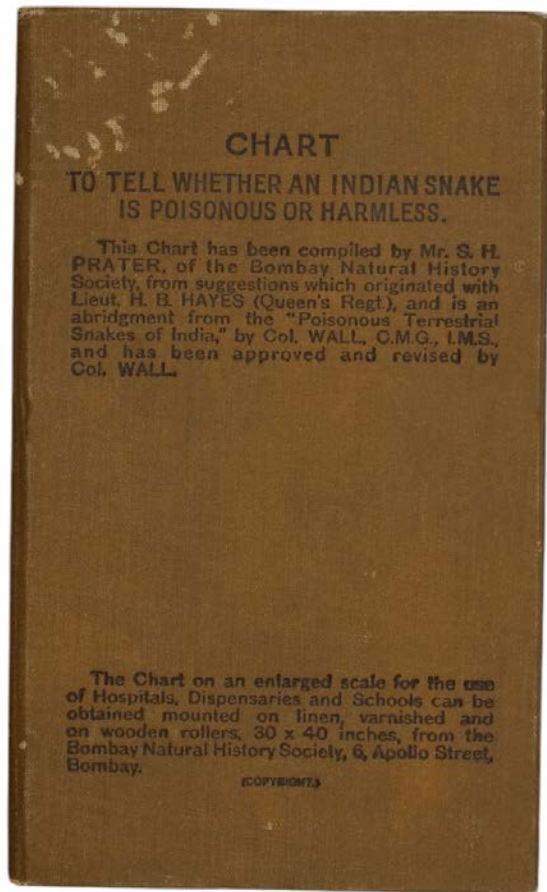 CHART
TO TELL WHETHER AN INDIAN SNAKE
IS POISONOUS OR HARMLESS.
This Chart has been compiled by Mr. S. H.
PRATER, of the Bombay Natural History
Society, from suggestions which originated with
Lieut. H. B. HAYES (Queen's Regt.), and is an
abridgment from the "Poisonous Terrestrial
Snakes of India," by Col. WALL, C.M.G., I.M.S.,
and has been approved and revised by
Col. WALL.
The Chart on an enlarged scale for the use
of Hospitals, Dispensaries and Schools can be
obtained mounted on linen, varnished and
on wooden rollers, 30 x 40 inches, from the
Bombay Natural History Society, 6, Apollo Street,
Bombay.
(COPYRIGHT.)